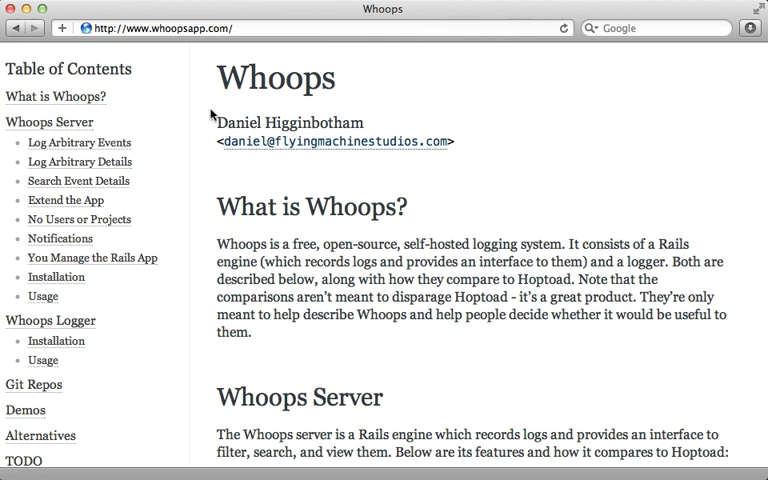 Whoops
http://www.whoopsapp.com/
Google
Table of Contents
What is Whoops?
Whoops Server
Log Arbitrary Events
Log Arbitrary Details
Search Event Details
Extend the App
No Users or Projects
Notifications
You Manage the Rails App
Installation
Usage
Whoops Logger
Installation
Usage
Git Repos
Demos
Alternatives
TODO
Whoops
Daniel Higginbotham
<daniel@flyingmachinestudios.com>
What is Whoops?
Whoops is a free, open-source, self-hosted logging system. It consists of a Rails
engine (which records logs and provides an interface to them) and a logger. Both are
described below, along with how they compare to Hoptoad. Note that the
comparisons aren't meant to disparage Hoptoad - it's a great product. They're only
meant to help describe Whoops and help people decide whether it would be useful to
them.
Whoops Server
The Whoops server is a Rails engine which records logs and provides an interface to
filter, search, and view them. Below are its features and how it compares to Hoptoad: